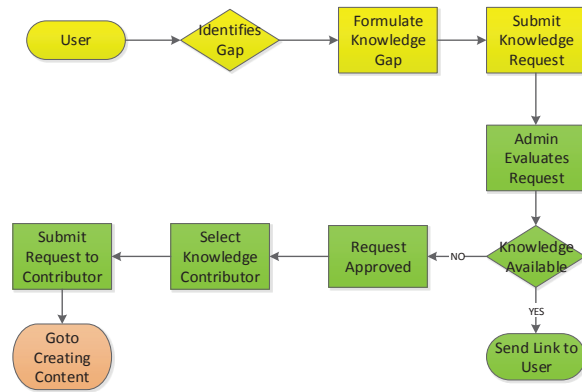 User
Identifies
Gap
Formulate
Knowledge
Gap
Submit
Knowledge
Request
Admin
Evaluates
Request
Knowledge
Available
NO
Request
Approved
Select
Knowledge
Contributor
Submit
Request to
Contributor
Goto
Creating
Content
YES
Send Link to
User